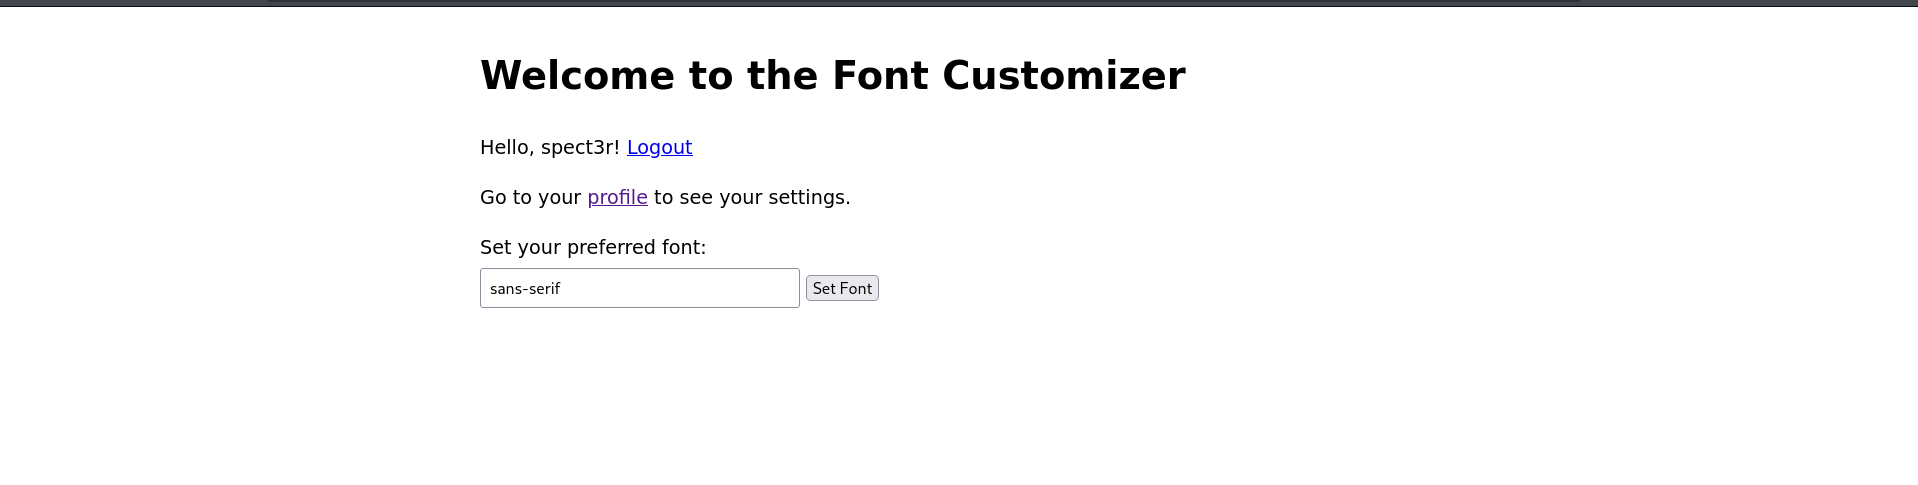 Welcome to the Font Customizer
Hello, spect3r! Logout
Go to your profile to see your settings.
Set your preferred font:
sans-serif Set Font